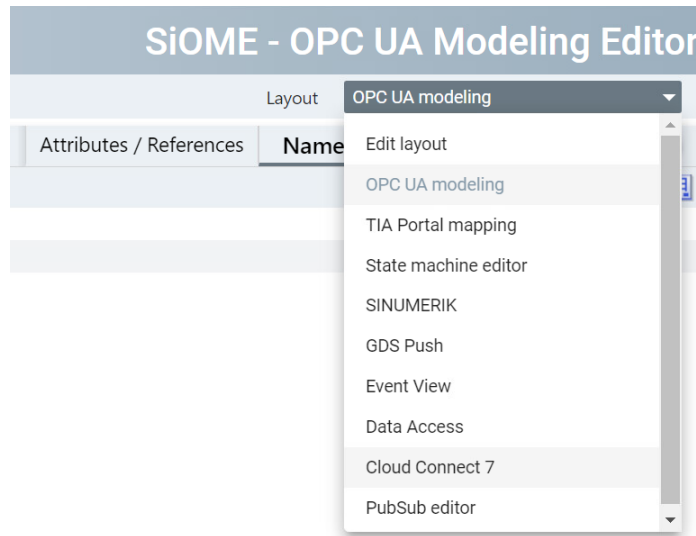 SiOME - OPC UA Modeling Editor
Layout OPC UA modeling
Attributes / References Name
Edit layout
OPC UA modeling
TIA Portal mapping
State machine editor
SINUMERIK
GDS Push
Event View
Data Access
Cloud Connect 7
PubSub editor